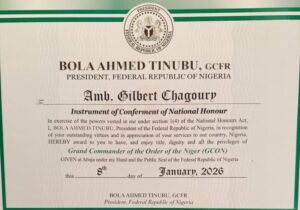 BOLA AHMED TINUBU, GCFR
PRESIDENT, FEDERAL REPUBLIC OF NIGERIA
To
Amb. Gilbert Chagoury
Instrument of Conferment of National Honour
In exercise of the powers vested in me under section 1(4) of the National Honours Act,
I, BOLA AHMED TINUBU, President of the Federal Republic of Nigeria, in recognition
of your outstanding virtues and in appreciation of your services to our country, Nigeria,
HEREBY award to you to have, and enjoy title, dignity and all the privileges of
Grand Commander of the Order of the Niger (GCON)
GIVEN at Abuja under my Hand and the Public Seal of the Federal Republic of Nigeria
this 8th day of January, 2026
BOLA AHMED TINUBU, GCFR
President, Federal Republic of Nigeria